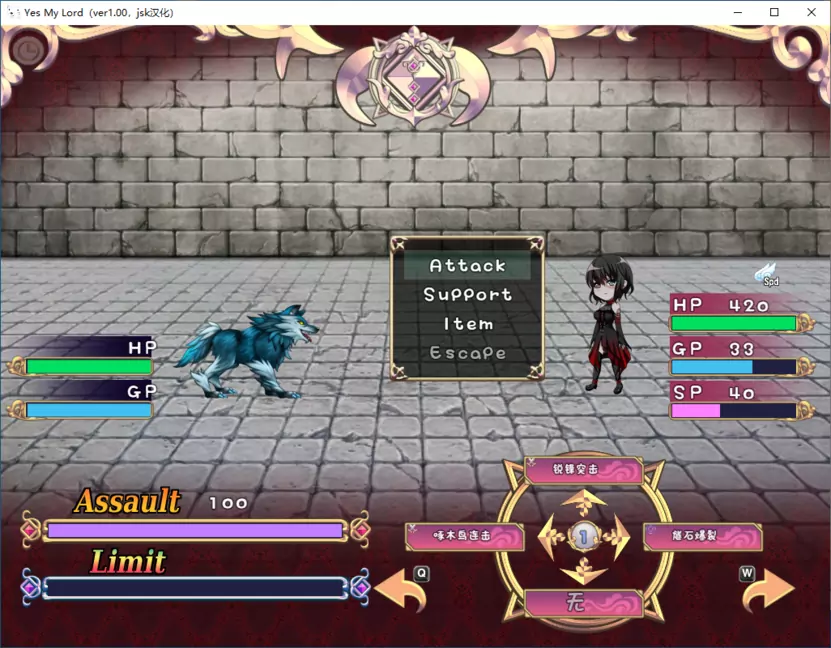 Yes My Lord（ver1.00，jsk汉化）
Attack
Support
Item
Escape
Spd
HP 420
GP 33
SP 40
HP
GP
锐锋突击
Assault 100
啄木鸟连击
1
岩石爆裂
Limit
Q
W
无